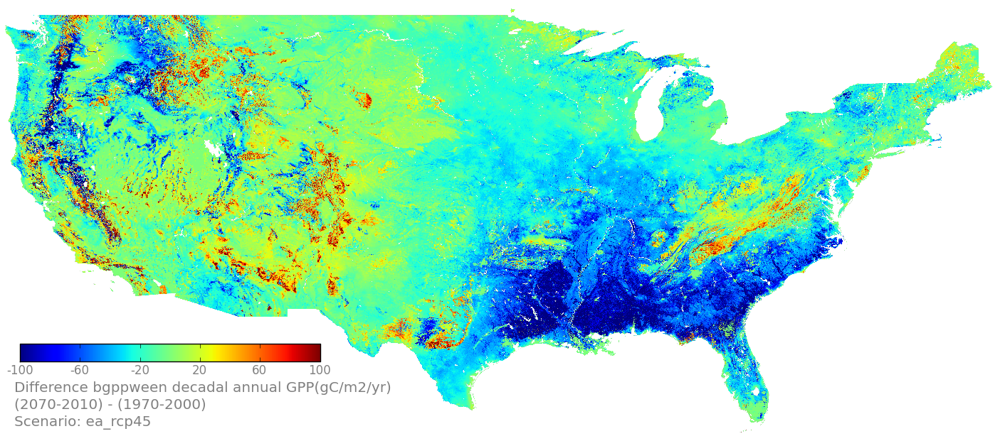 -100 -60 -20 20 60 100
Difference bgppween decadal annual GPP(gC/m2/yr)
(2070-2010) - (1970-2000)
Scenario: ea_rcp45